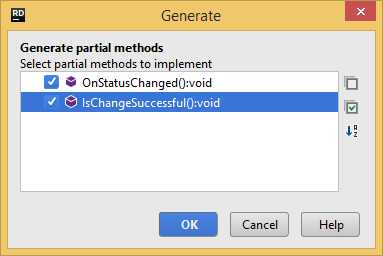 RD
Generate
Generate partial methods
Select partial methods to implement
OnStatusChanged():void
IsChangeSuccessful():void
A
Z
OK
Cancel
Help